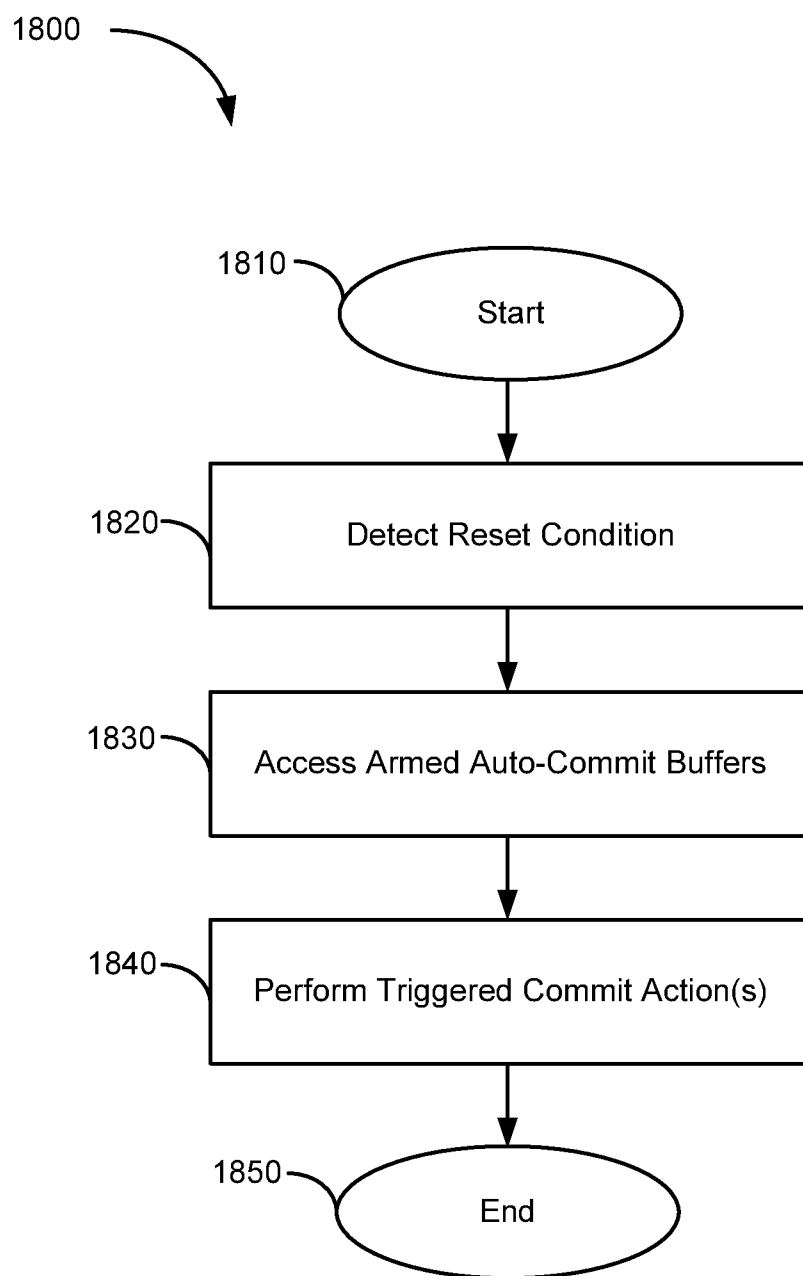 1800
1810
Start
1820
Detect Reset Condition
1830
Access Armed Auto-Commit Buffers
1840
Perform Triggered Commit Action(s)
1850
End